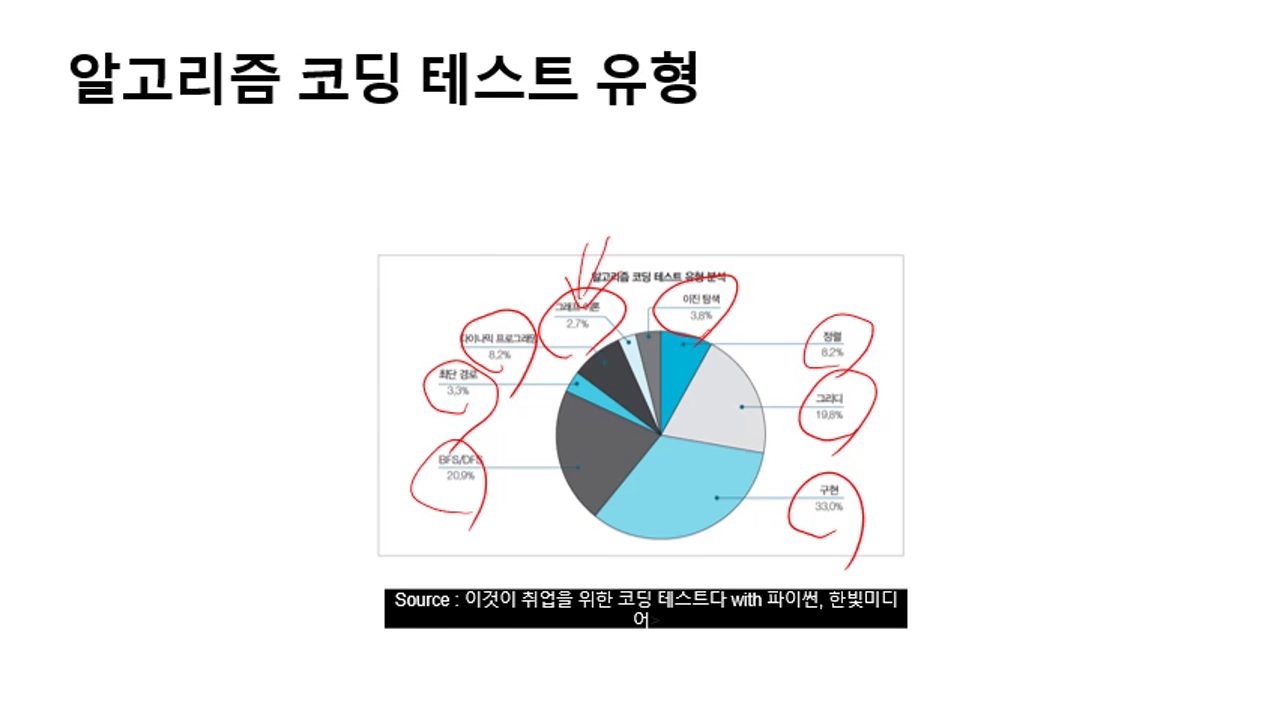 알고리즘 코딩 테스트 유형
알고리즘 코딩 테스트 유형 분석
이진 탐색
3.8%
그래프 이론
2.7%
다이나믹 프로그래밍
8.2%
최단 경로
3.3%
BFS/DFS
20.9%
정렬
8.2%
그리디
19.8%
구현
33.0%
Source : 이것이 취업을 위한 코딩 테스트다 with 파이썬, 한빛미디
어>